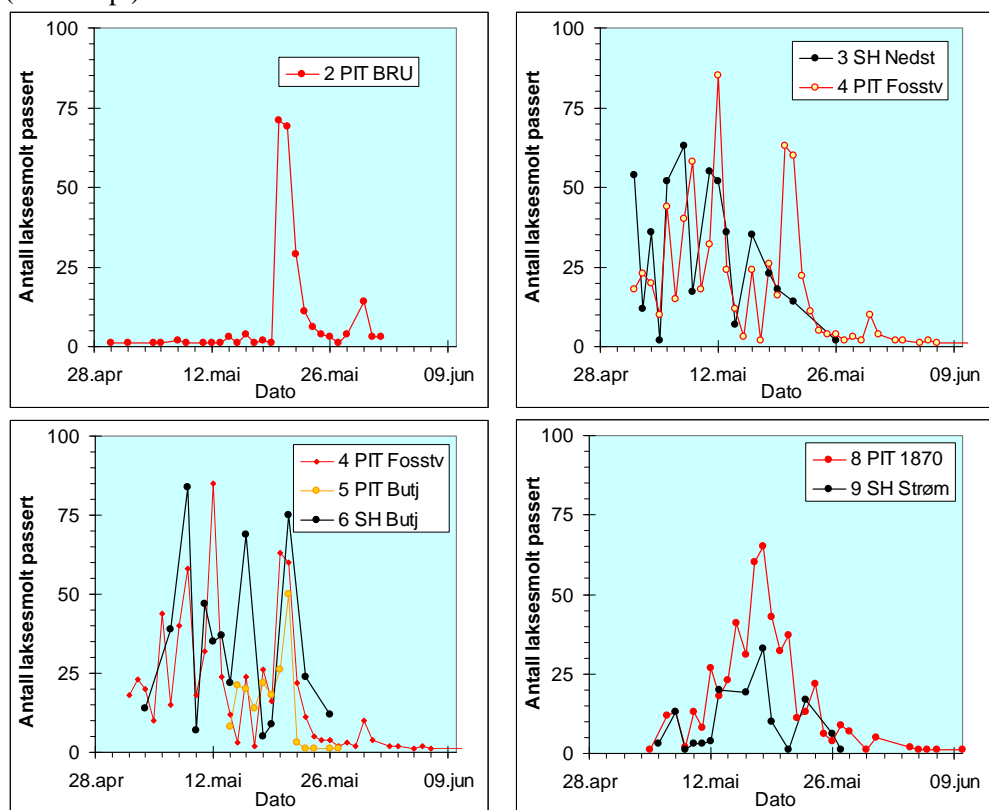 Antall laksesmolt passert
100
75
50
25
0
2 PIT BRU
28.apr 12.mai 26.mai 09.jun
Dato
Antall laksesmolt passert
100
75
50
25
0
3 SH Nedst
4 PIT Fosstv
28.apr 12.mai 26.mai 09.jun
Dato
Antall laksesmolt passert
100
75
50
25
0
4 PIT Fosstv
5 PIT Butj
6 SH Butj
28.apr 12.mai 26.mai 09.jun
Dato
Antall laksesmolt passert
100
75
50
25
0
8 PIT 1870
9 SH Strøm
28.apr 12.mai 26.mai 09.jun
Dato